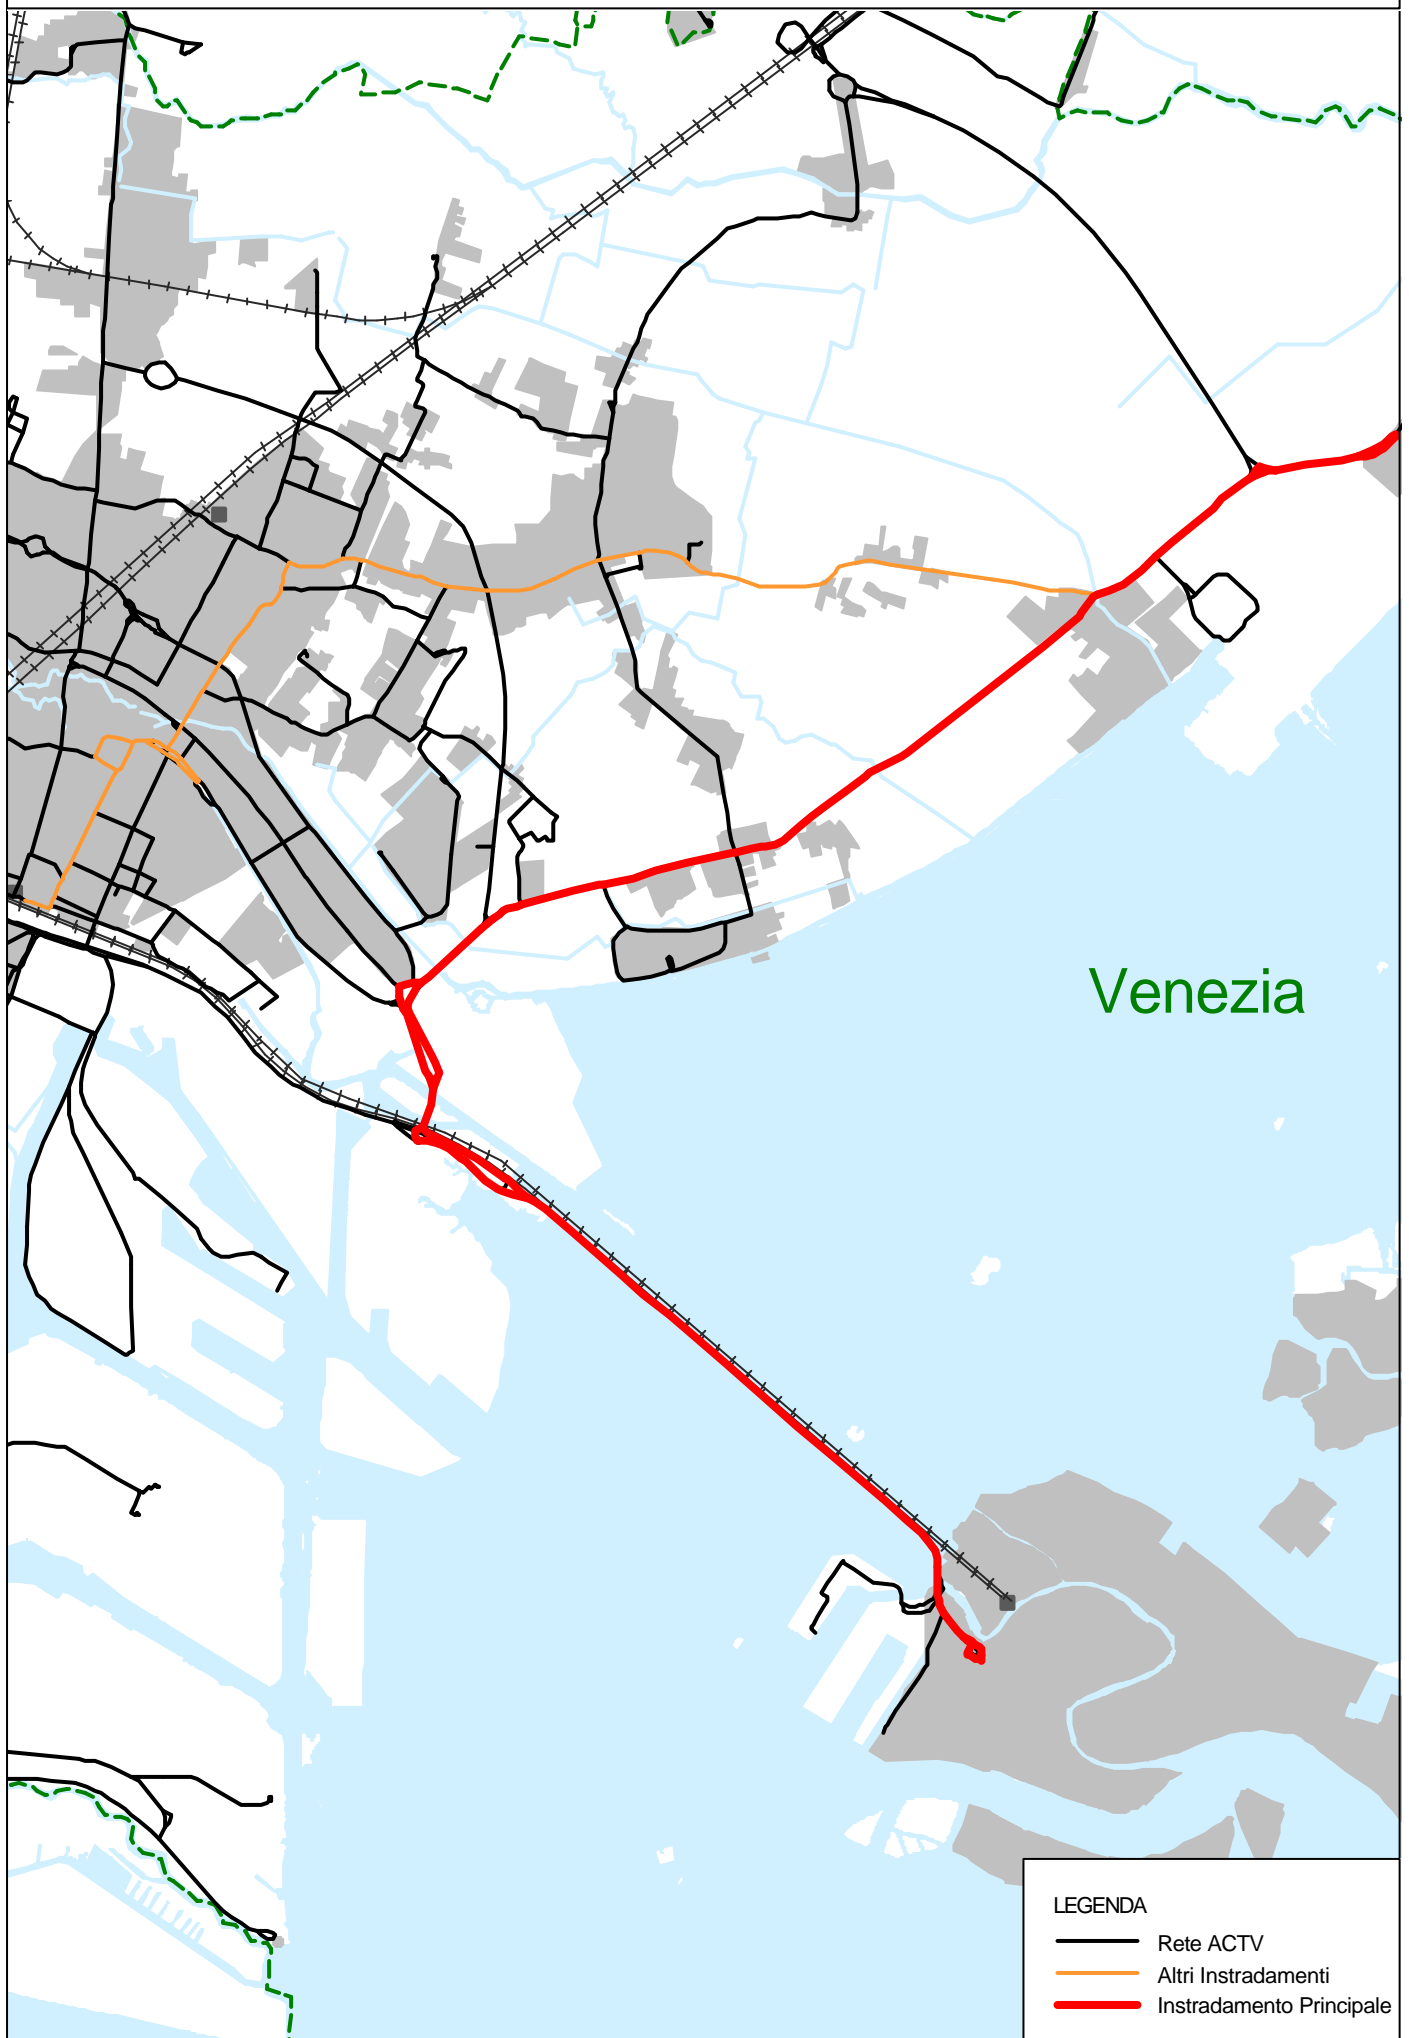 Venezia
LEGENDA
Rete ACTV
Altri Instradamenti
Instradamento Principale